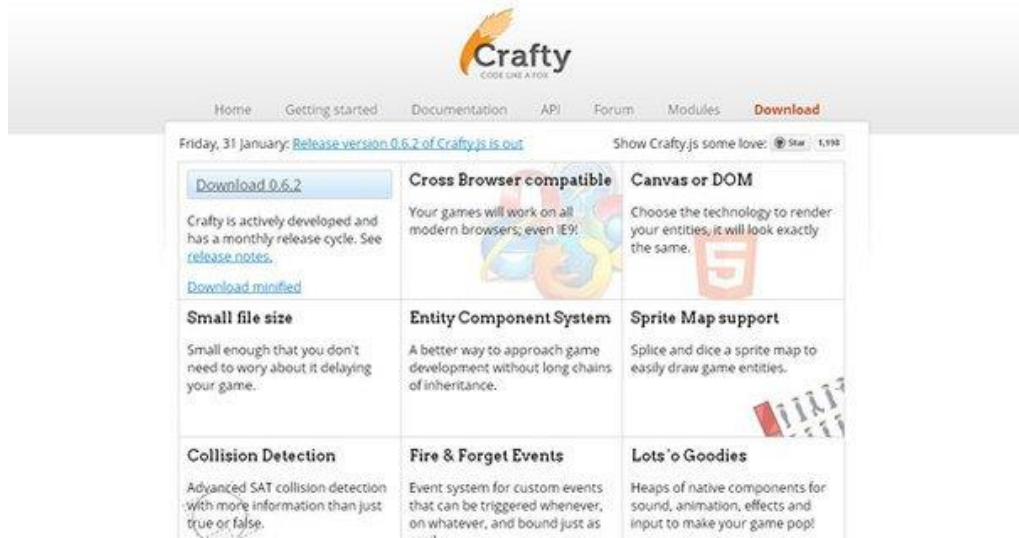 Crafty
CODE LIKE A FOX
Home Getting started Documentation API Forum Modules Download
Friday, 31 January: Release version 0.6.2 of Crafty.js is out
Show Crafty.js some love: Star 1,198
Download 0.6.2
Crafty is actively developed and
has a monthly release cycle. See
release notes.
Download minified
Cross Browser compatible
Your games will work on all
modern browsers; even IE9!
Canvas or DOM
Choose the technology to render
your entities, it will look exactly
the same.
Small file size
Small enough that you don't
need to wory about it delaying
your game.
Entity Component System
A better way to approach game
development without long chains
of inheritance.
Sprite Map support
Splice and dice a sprite map to
easily draw game entities.
Collision Detection
Advanced SAT collision detection
with more information than just
true or false.
Fire & Forget Events
Event system for custom events
that can be triggered whenever,
on whatever, and bound just as
Lots 'o Goodies
Heaps of native components for
sound, animation, effects and
input to make your game pop!